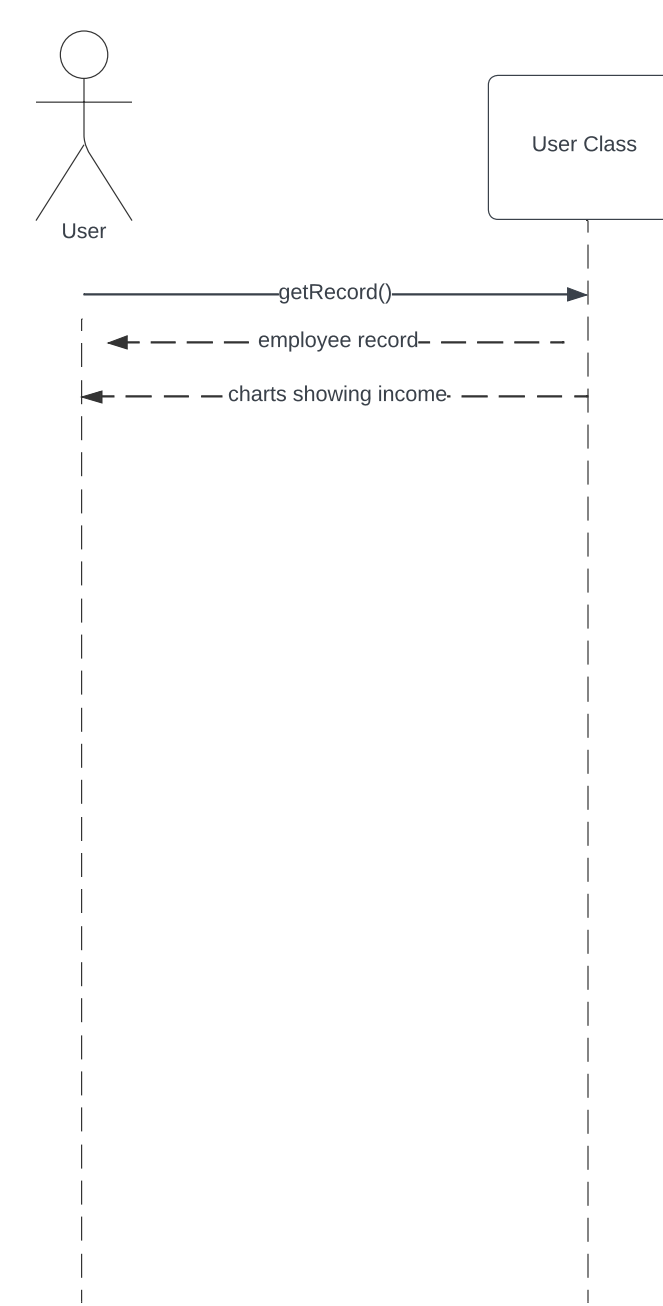 User Class
User
getRecord()
employee record
charts showing income